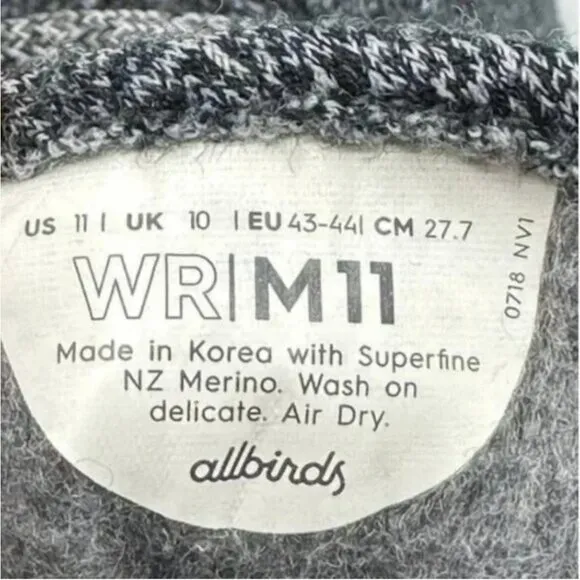 US 11 | UK 10 | EU 43-44| CM 27.7
WR|M11
Made in Korea with Superfine
NZ Merino. Wash on
delicate. Air Dry.
allbirds
0718 NV1